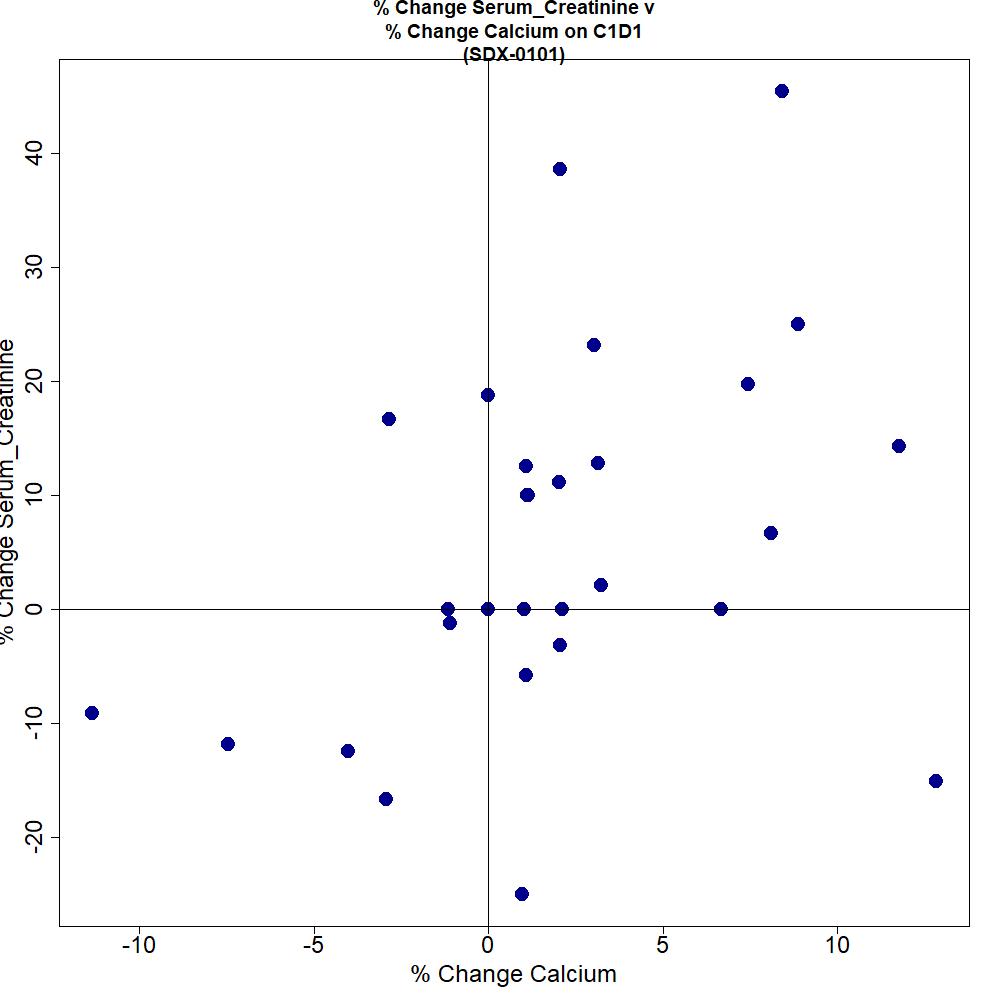 % Change Serum_Creatinine v
% Change Calcium on C1D1
(SDX-0101)
% Change Serum_Creatinine
40
30
20
10
0
-10
-20
-10
-5
0
5
10
% Change Calcium